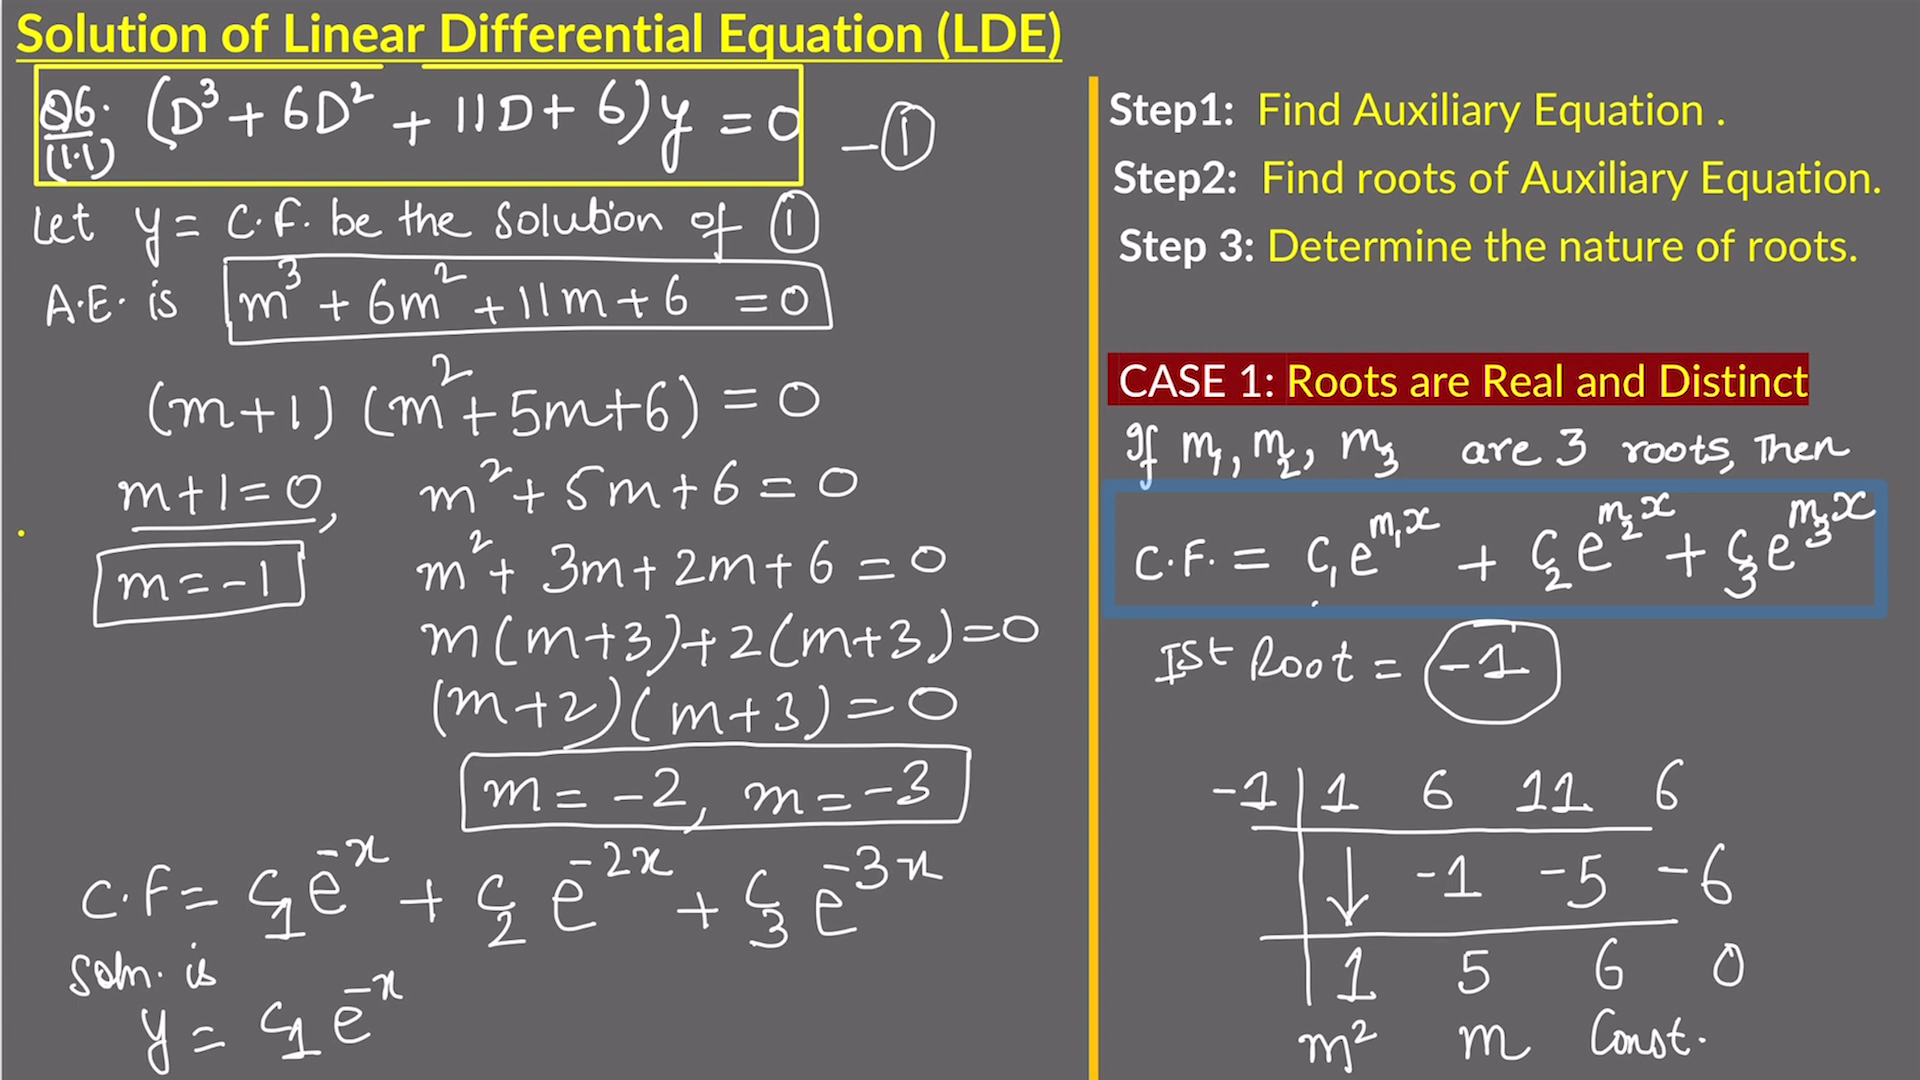 Solution of Linear Differential Equation (LDE)
Q6. (D³ + 6D² + 11D + 6)y = 0 — ①
(1.1)
Let y = C.F. be the solution of ①
A.E. is m³ + 6m² + 11m + 6 = 0
(m+1) (m² + 5m + 6) = 0
m+1=0, m² + 5m + 6 = 0
m = -1 m² + 3m + 2m + 6 = 0
m(m+3) + 2(m+3) = 0
(m+2)(m+3) = 0
m = -2, m = -3
C.F = C₁e⁻ˣ + C₂e⁻²ˣ + C₃e⁻³ˣ
Soln. is
y = C₁e⁻ˣ
Step1: Find Auxiliary Equation .
Step2: Find roots of Auxiliary Equation.
Step 3: Determine the nature of roots.
CASE 1: Roots are Real and Distinct
If m₁, m₂, m₃ are 3 roots, Then
C.F. = C₁e^{m₁x} + C₂e^{m₂x} + C₃e^{m₃x}
Ist Root = -1
-1 | 1 6 11 6
↓ -1 -5 -6
1 5 6 0
m² m Const.